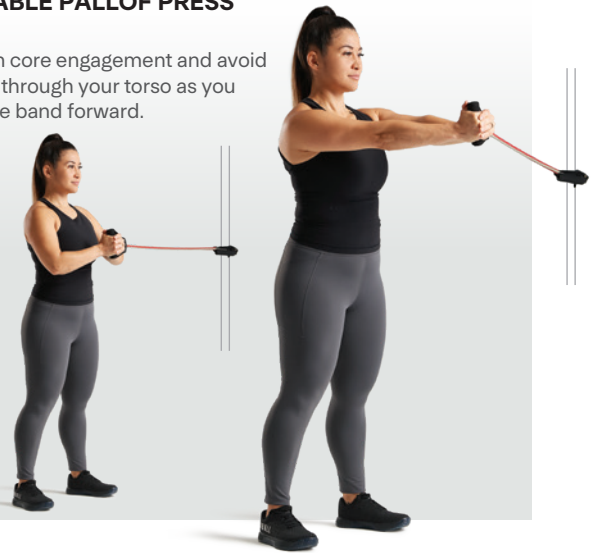 ABLE PALLOF PRESS
n core engagement and avoid
through your torso as you
e band forward.